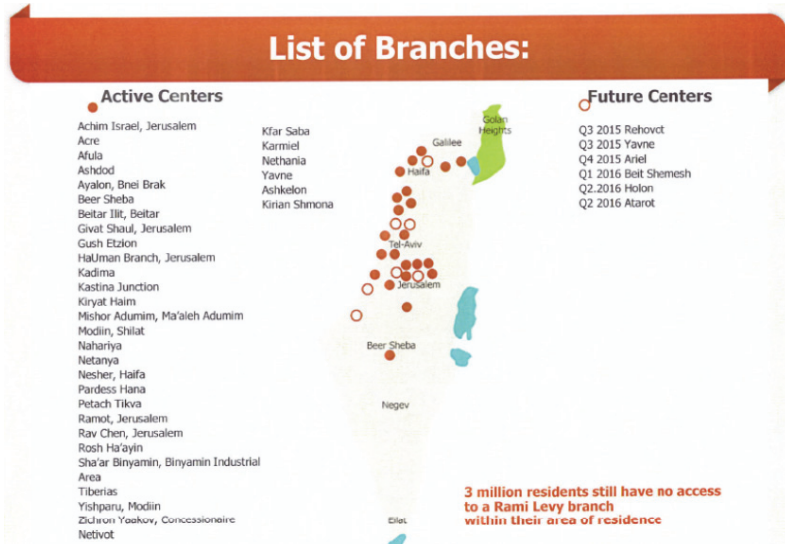 List of Branches:
Active Centers
Achim Israel, Jerusalem
Acre
Afula
Ashdod
Ayalon, Bnei Brak
Beer Sheba
Beitar Ilit, Beitar
Givat Shaul, Jerusalem
Gush Etzion
HaUman Branch, Jerusalem
Kadima
Kastina Junction
Kiryat Haim
Mishor Adumim, Ma'aleh Adumim
Modiin, Shilat
Nahariya
Netanya
Nesher, Haifa
Pardess Hana
Petach Tikva
Ramot, Jerusalem
Rav Chen, Jerusalem
Rosh Ha'ayin
Sha'ar Binyamin, Binyamin Industrial
Area
Tiberias
Yishparu, Modiin
Zichron Yaakov, Concessionaire
Netivot
Kfar Saba
Karmiel
Nethania
Yavne
Ashkelon
Kirian Shmona
Golan
Heights
Galilee
Haifa
Tel-Aviv
Jerusalem
Beer Sheba
Negev
Eilat
Future Centers
Q3 2015 Rehovct
Q3 2015 Yavne
Q4 2015 Ariel
Q1 2016 Beit Shemesh
Q2.2016 Holon
Q2 2016 Atarot
3 million residents still have no access
to a Rami Levy branch
within their area of residence